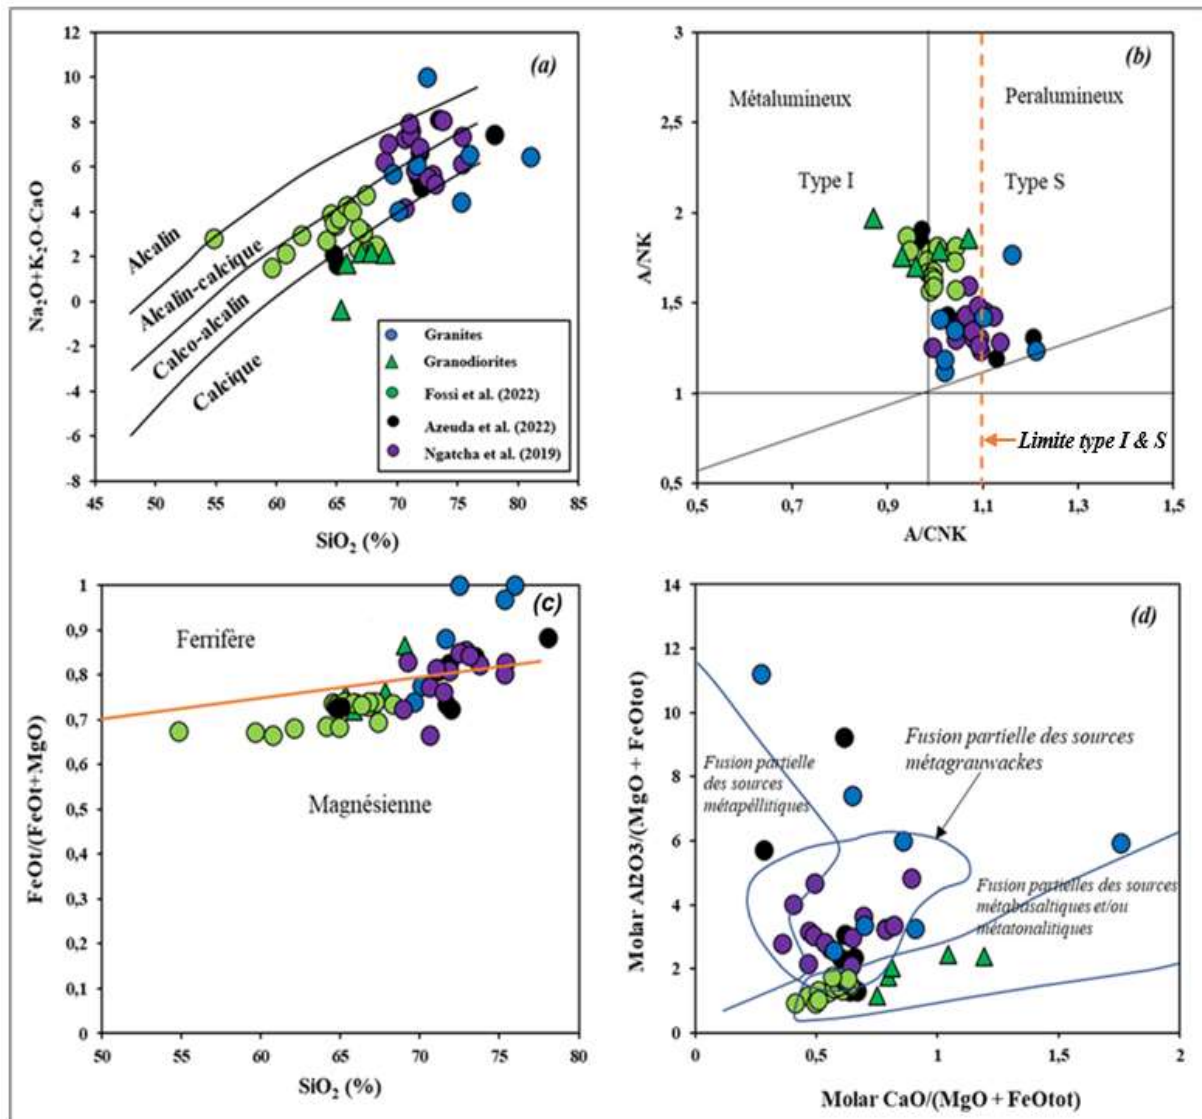 (a)
12
10
8
6
4
2
0
-2
-4
-6
-8
Na₂O+K₂O-CaO
Alcalin
Alcalin-calcique
Calco-alcalin
Calcique
Granites
Granodiorites
Fossi et al. (2022)
Azeuda et al. (2022)
Ngatcha et al. (2019)
45 50 55 60 65 70 75 80 85
SiO₂ (%)
(b)
3
2,5
2
1,5
1
0,5
A/NK
Métalumineux Peralumineux
Type I Type S
Limite type I & S
0,5 0,7 0,9 1,1 1,3 1,5
A/CNK
(c)
1
0,9
0,8
0,7
0,6
0,5
0,4
0,3
0,2
0,1
0
FeOt/(FeOt+MgO)
Ferrifère
Magnésienne
50 55 60 65 70 75 80
SiO₂ (%)
(d)
14
12
10
8
6
4
2
0
Molar Al2O3/(MgO + FeOtot)
Fusion partielle des sources
métagrauwackes
Fusion partielle
des sources
métapéllitiques
Fusion partielles des sources
métabasaltiques et/ou
métatonalitiques
0 0,5 1 1,5 2
Molar CaO/(MgO + FeOtot)